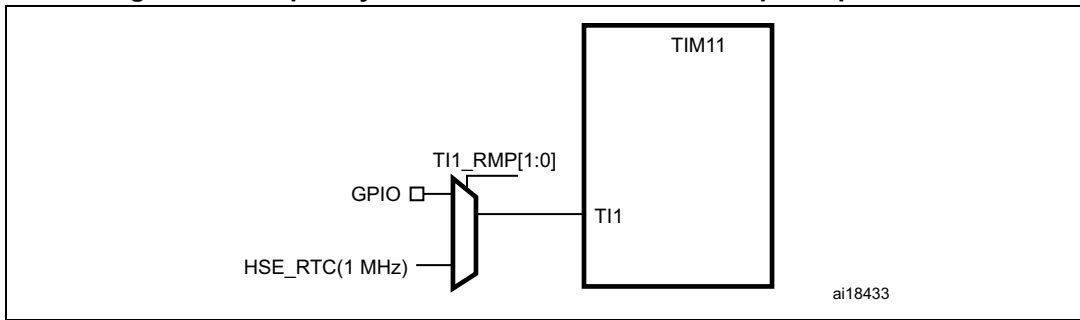 TIM11
TI1_RMP[1:0]
GPIO
TI1
HSE_RTC(1 MHz)
ai18433